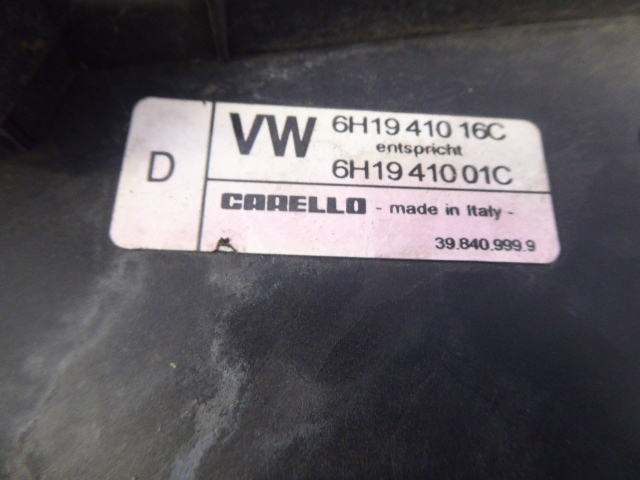 D
VW 6H19 410 16C
entspricht
6H19 410 01C
CARELLO - made in Italy -
39.840.999.9